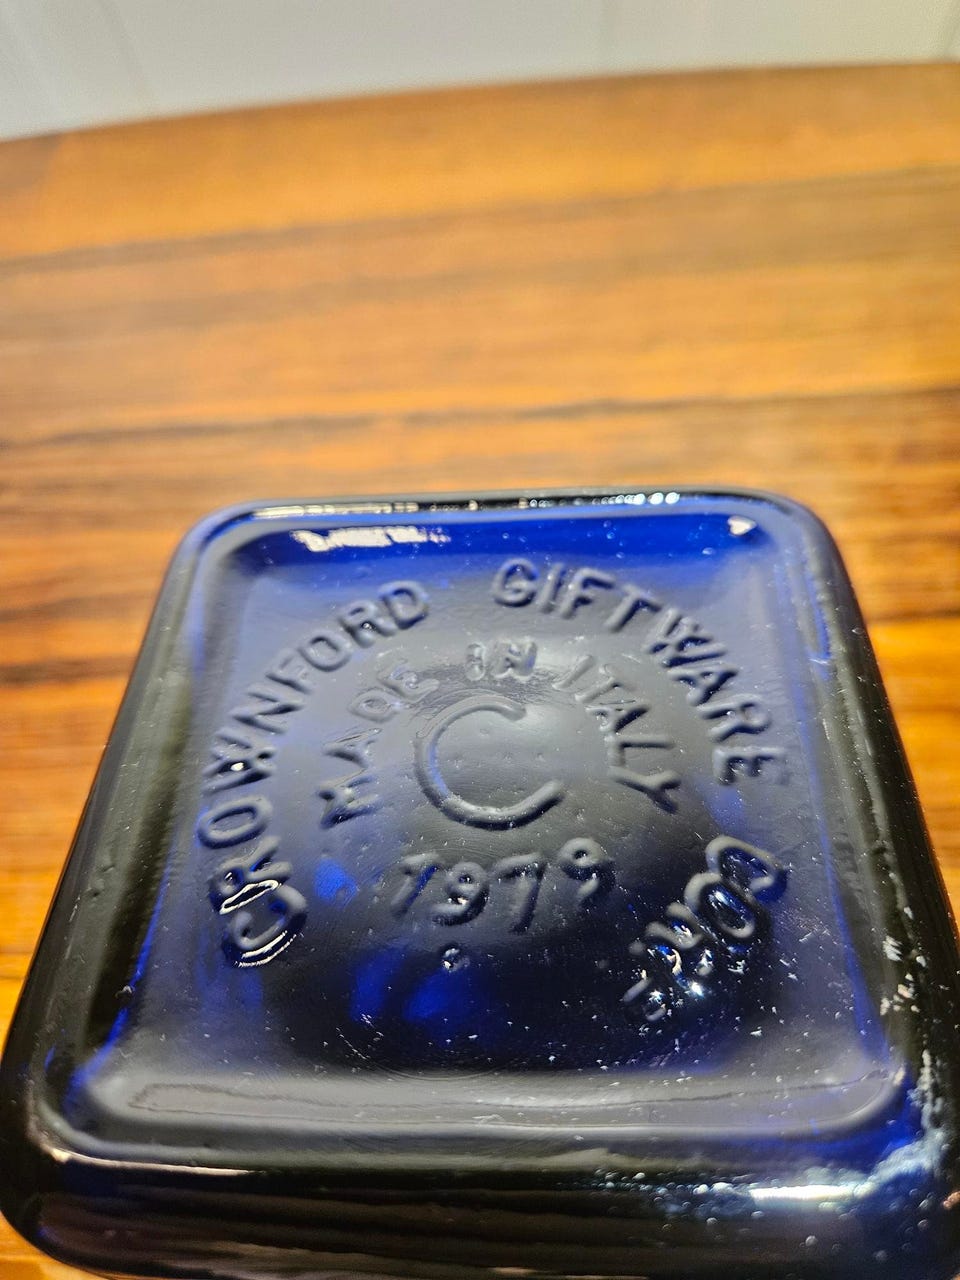 CROWNFORD GIFTWARE CORP.
MADE IN ITALY
C
1979